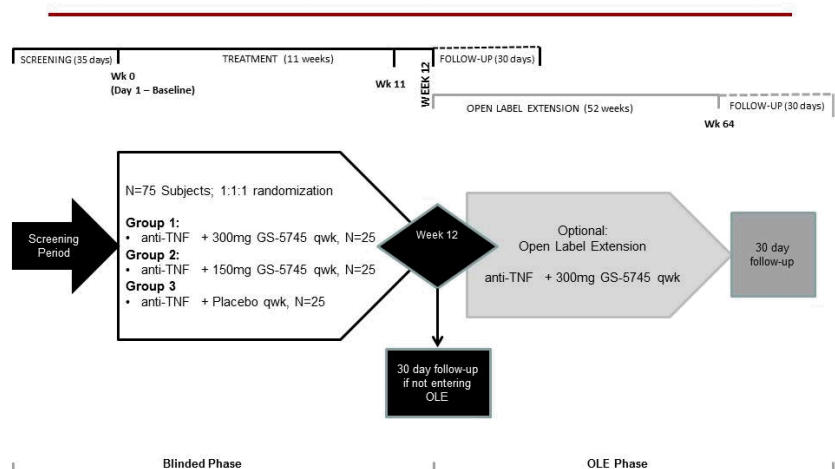 SCREENING (35 days)
TREATMENT (11 weeks)
FOLLOW-UP (30 days)
Wk 0
(Day 1 – Baseline)
Wk 11
WEEK 12
OPEN LABEL EXTENSION (52 weeks)
FOLLOW-UP (30 days)
Wk 64
Screening
Period
N=75 Subjects; 1:1:1 randomization
Group 1:
• anti-TNF + 300mg GS-5745 qwk, N=25
Group 2:
• anti-TNF + 150mg GS-5745 qwk, N=25
Group 3
• anti-TNF + Placebo qwk, N=25
Week 12
Optional:
Open Label Extension
anti-TNF + 300mg GS-5745 qwk
30 day
follow-up
30 day follow-up
if not entering
OLE
Blinded Phase
OLE Phase